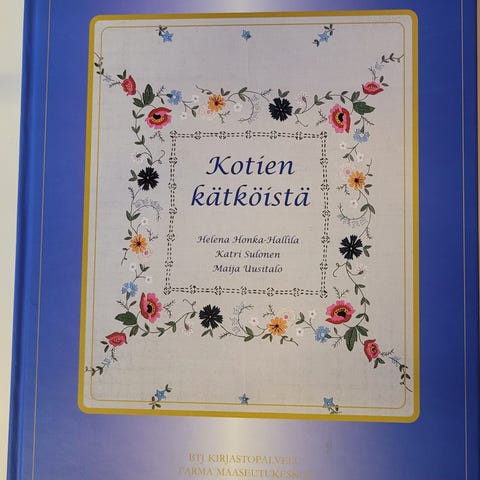 Kotien
kätköistä
Helena Honka-Hallila
Katri Sulonen
Maija Uusitalo
BTJ KIRJASTOPALVELU
FARMA MAASEUTUKESKUS